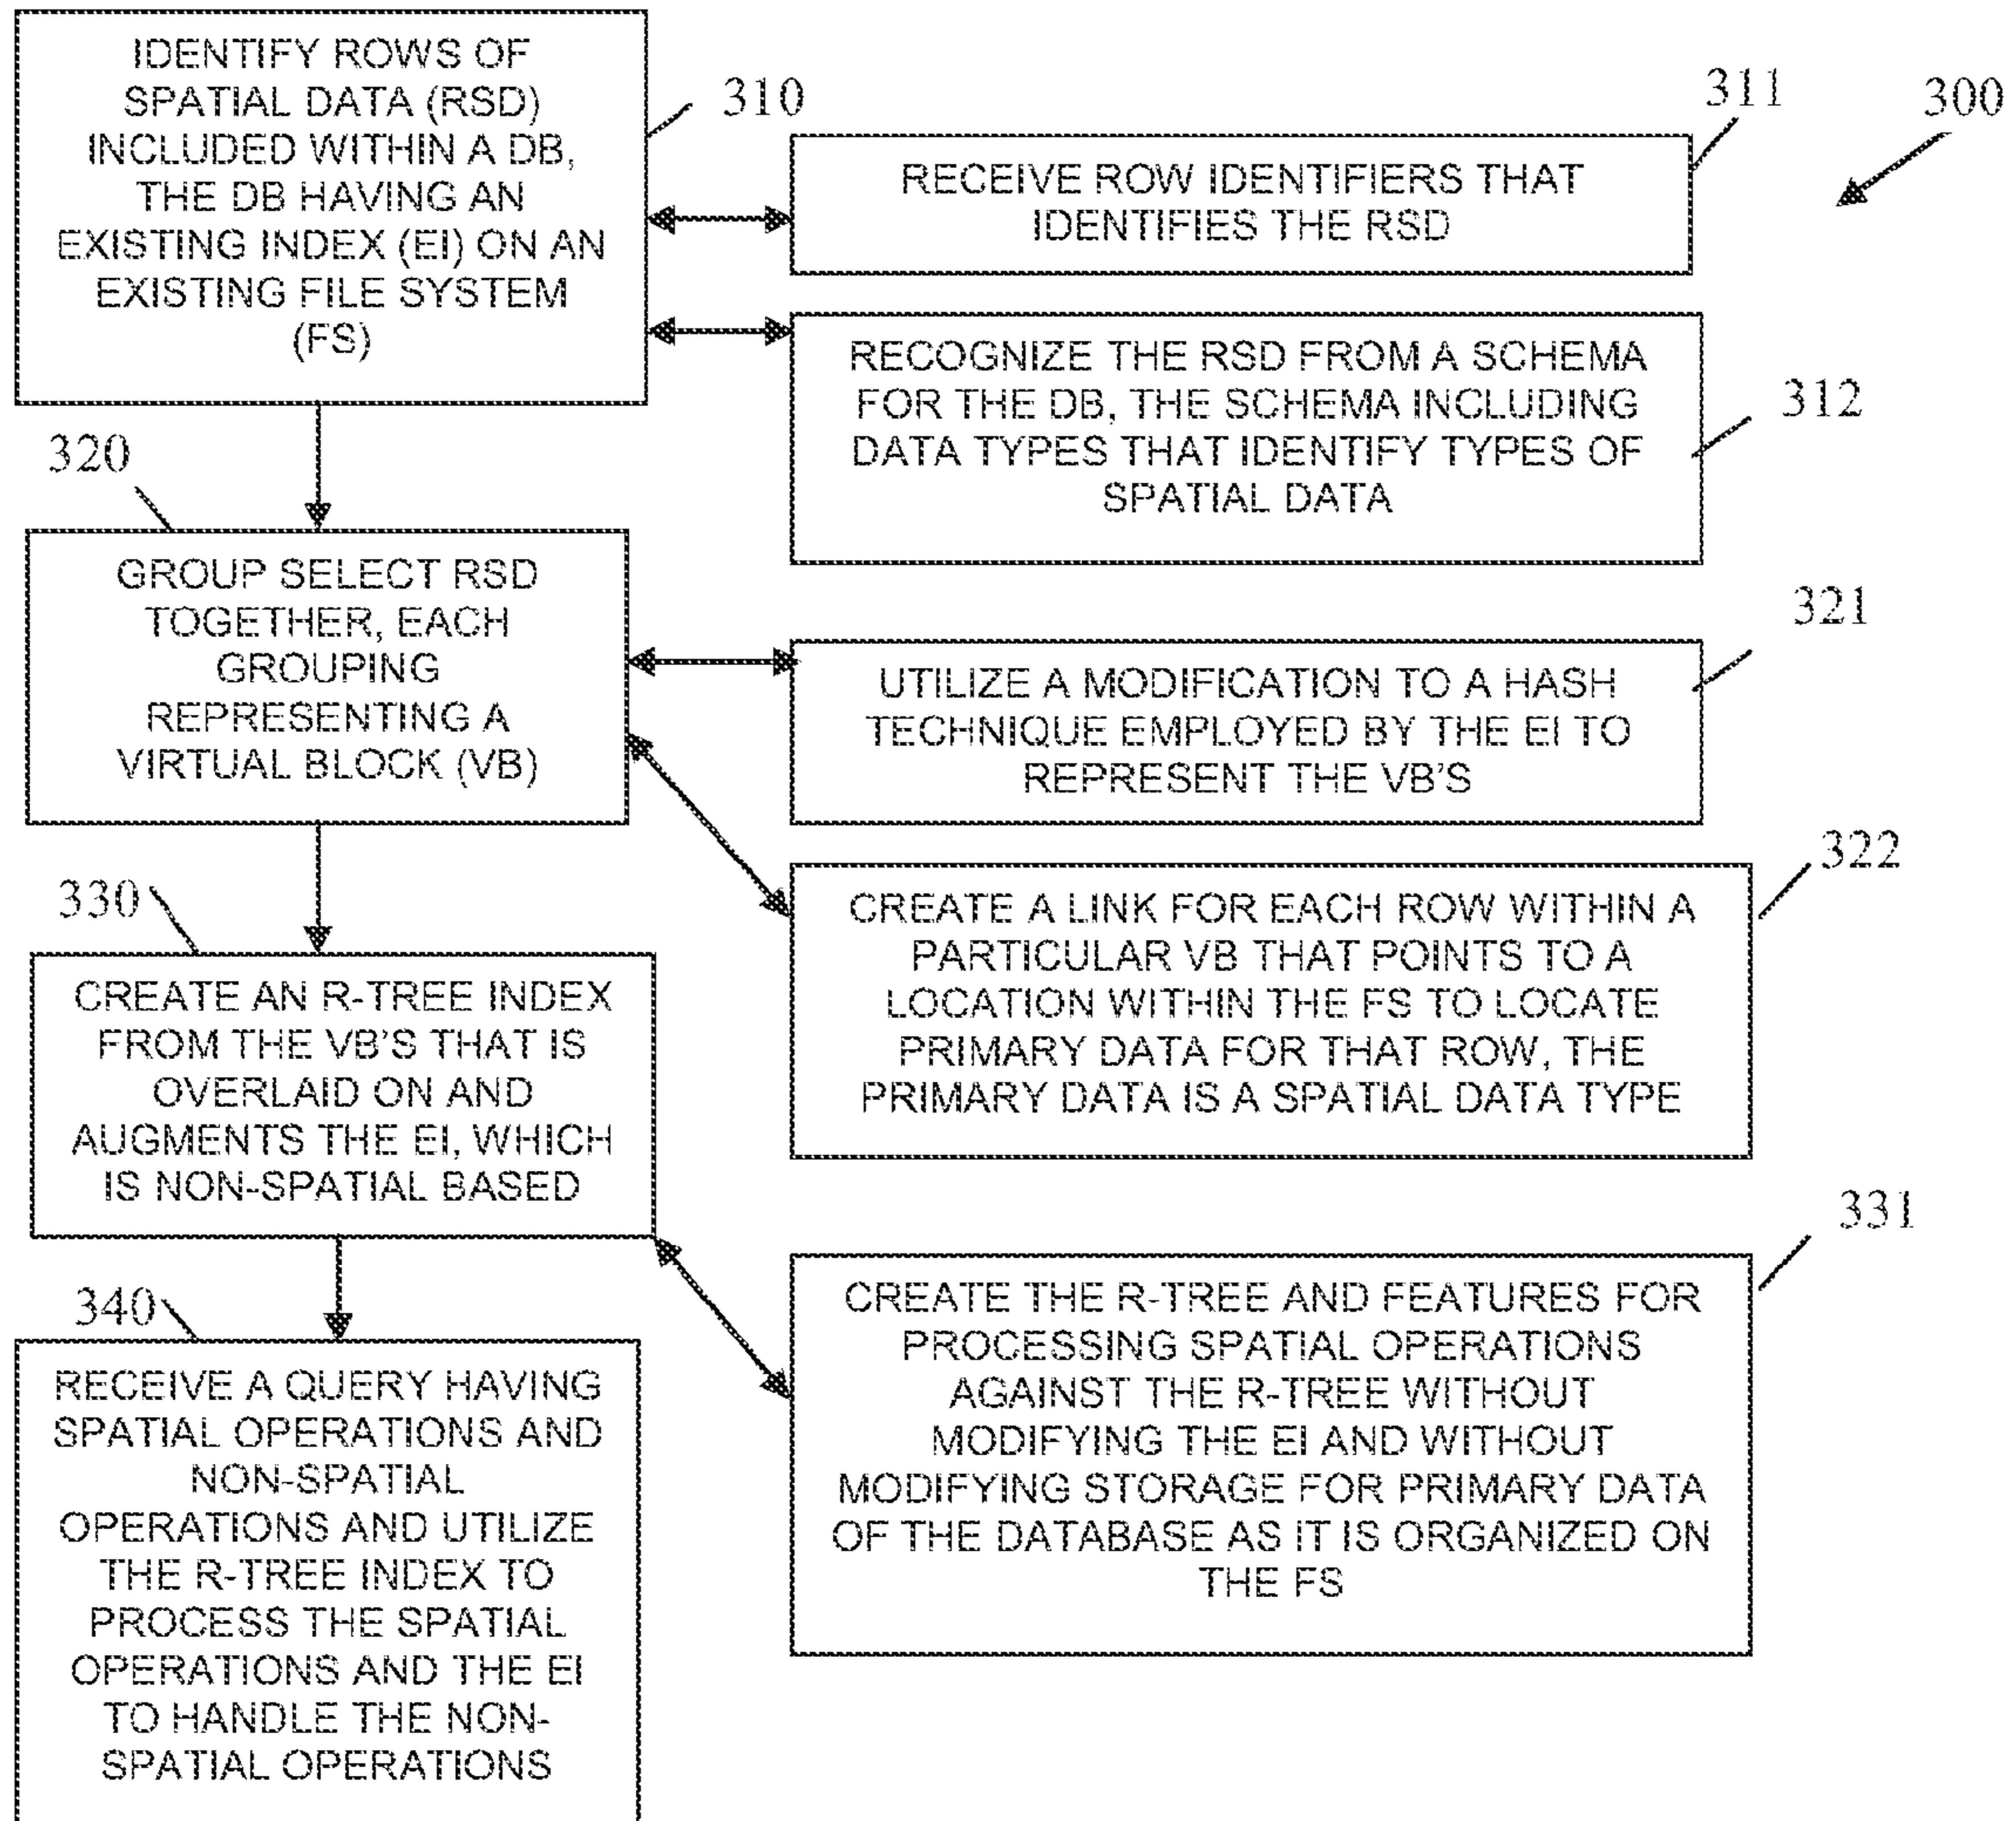 IDENTIFY ROWS OF
SPATIAL DATA (RSD)
INCLUDED WITHIN A DB,
THE DB HAVING AN
EXISTING INDEX (EI) ON AN
EXISTING FILE SYSTEM
(FS)
310
311
300
RECEIVE ROW IDENTIFIERS THAT
IDENTIFIES THE RSD
RECOGNIZE THE RSD FROM A SCHEMA
FOR THE DB, THE SCHEMA INCLUDING
DATA TYPES THAT IDENTIFY TYPES OF
SPATIAL DATA
312
320
GROUP SELECT RSD
TOGETHER, EACH
GROUPING
REPRESENTING A
VIRTUAL BLOCK (VB)
321
UTILIZE A MODIFICATION TO A HASH
TECHNIQUE EMPLOYED BY THE EI TO
REPRESENT THE VB'S
322
CREATE A LINK FOR EACH ROW WITHIN A
PARTICULAR VB THAT POINTS TO A
LOCATION WITHIN THE FS TO LOCATE
PRIMARY DATA FOR THAT ROW, THE
PRIMARY DATA IS A SPATIAL DATA TYPE
330
CREATE AN R-TREE INDEX
FROM THE VB'S THAT IS
OVERLAID ON AND
AUGMENTS THE EI, WHICH
IS NON-SPATIAL BASED
331
CREATE THE R-TREE AND FEATURES FOR
PROCESSING SPATIAL OPERATIONS
AGAINST THE R-TREE WITHOUT
MODIFYING THE EI AND WITHOUT
MODIFYING STORAGE FOR PRIMARY DATA
OF THE DATABASE AS IT IS ORGANIZED ON
THE FS
340
RECEIVE A QUERY HAVING
SPATIAL OPERATIONS AND
NON-SPATIAL
OPERATIONS AND UTILIZE
THE R-TREE INDEX TO
PROCESS THE SPATIAL
OPERATIONS AND THE EI
TO HANDLE THE NON-
SPATIAL OPERATIONS